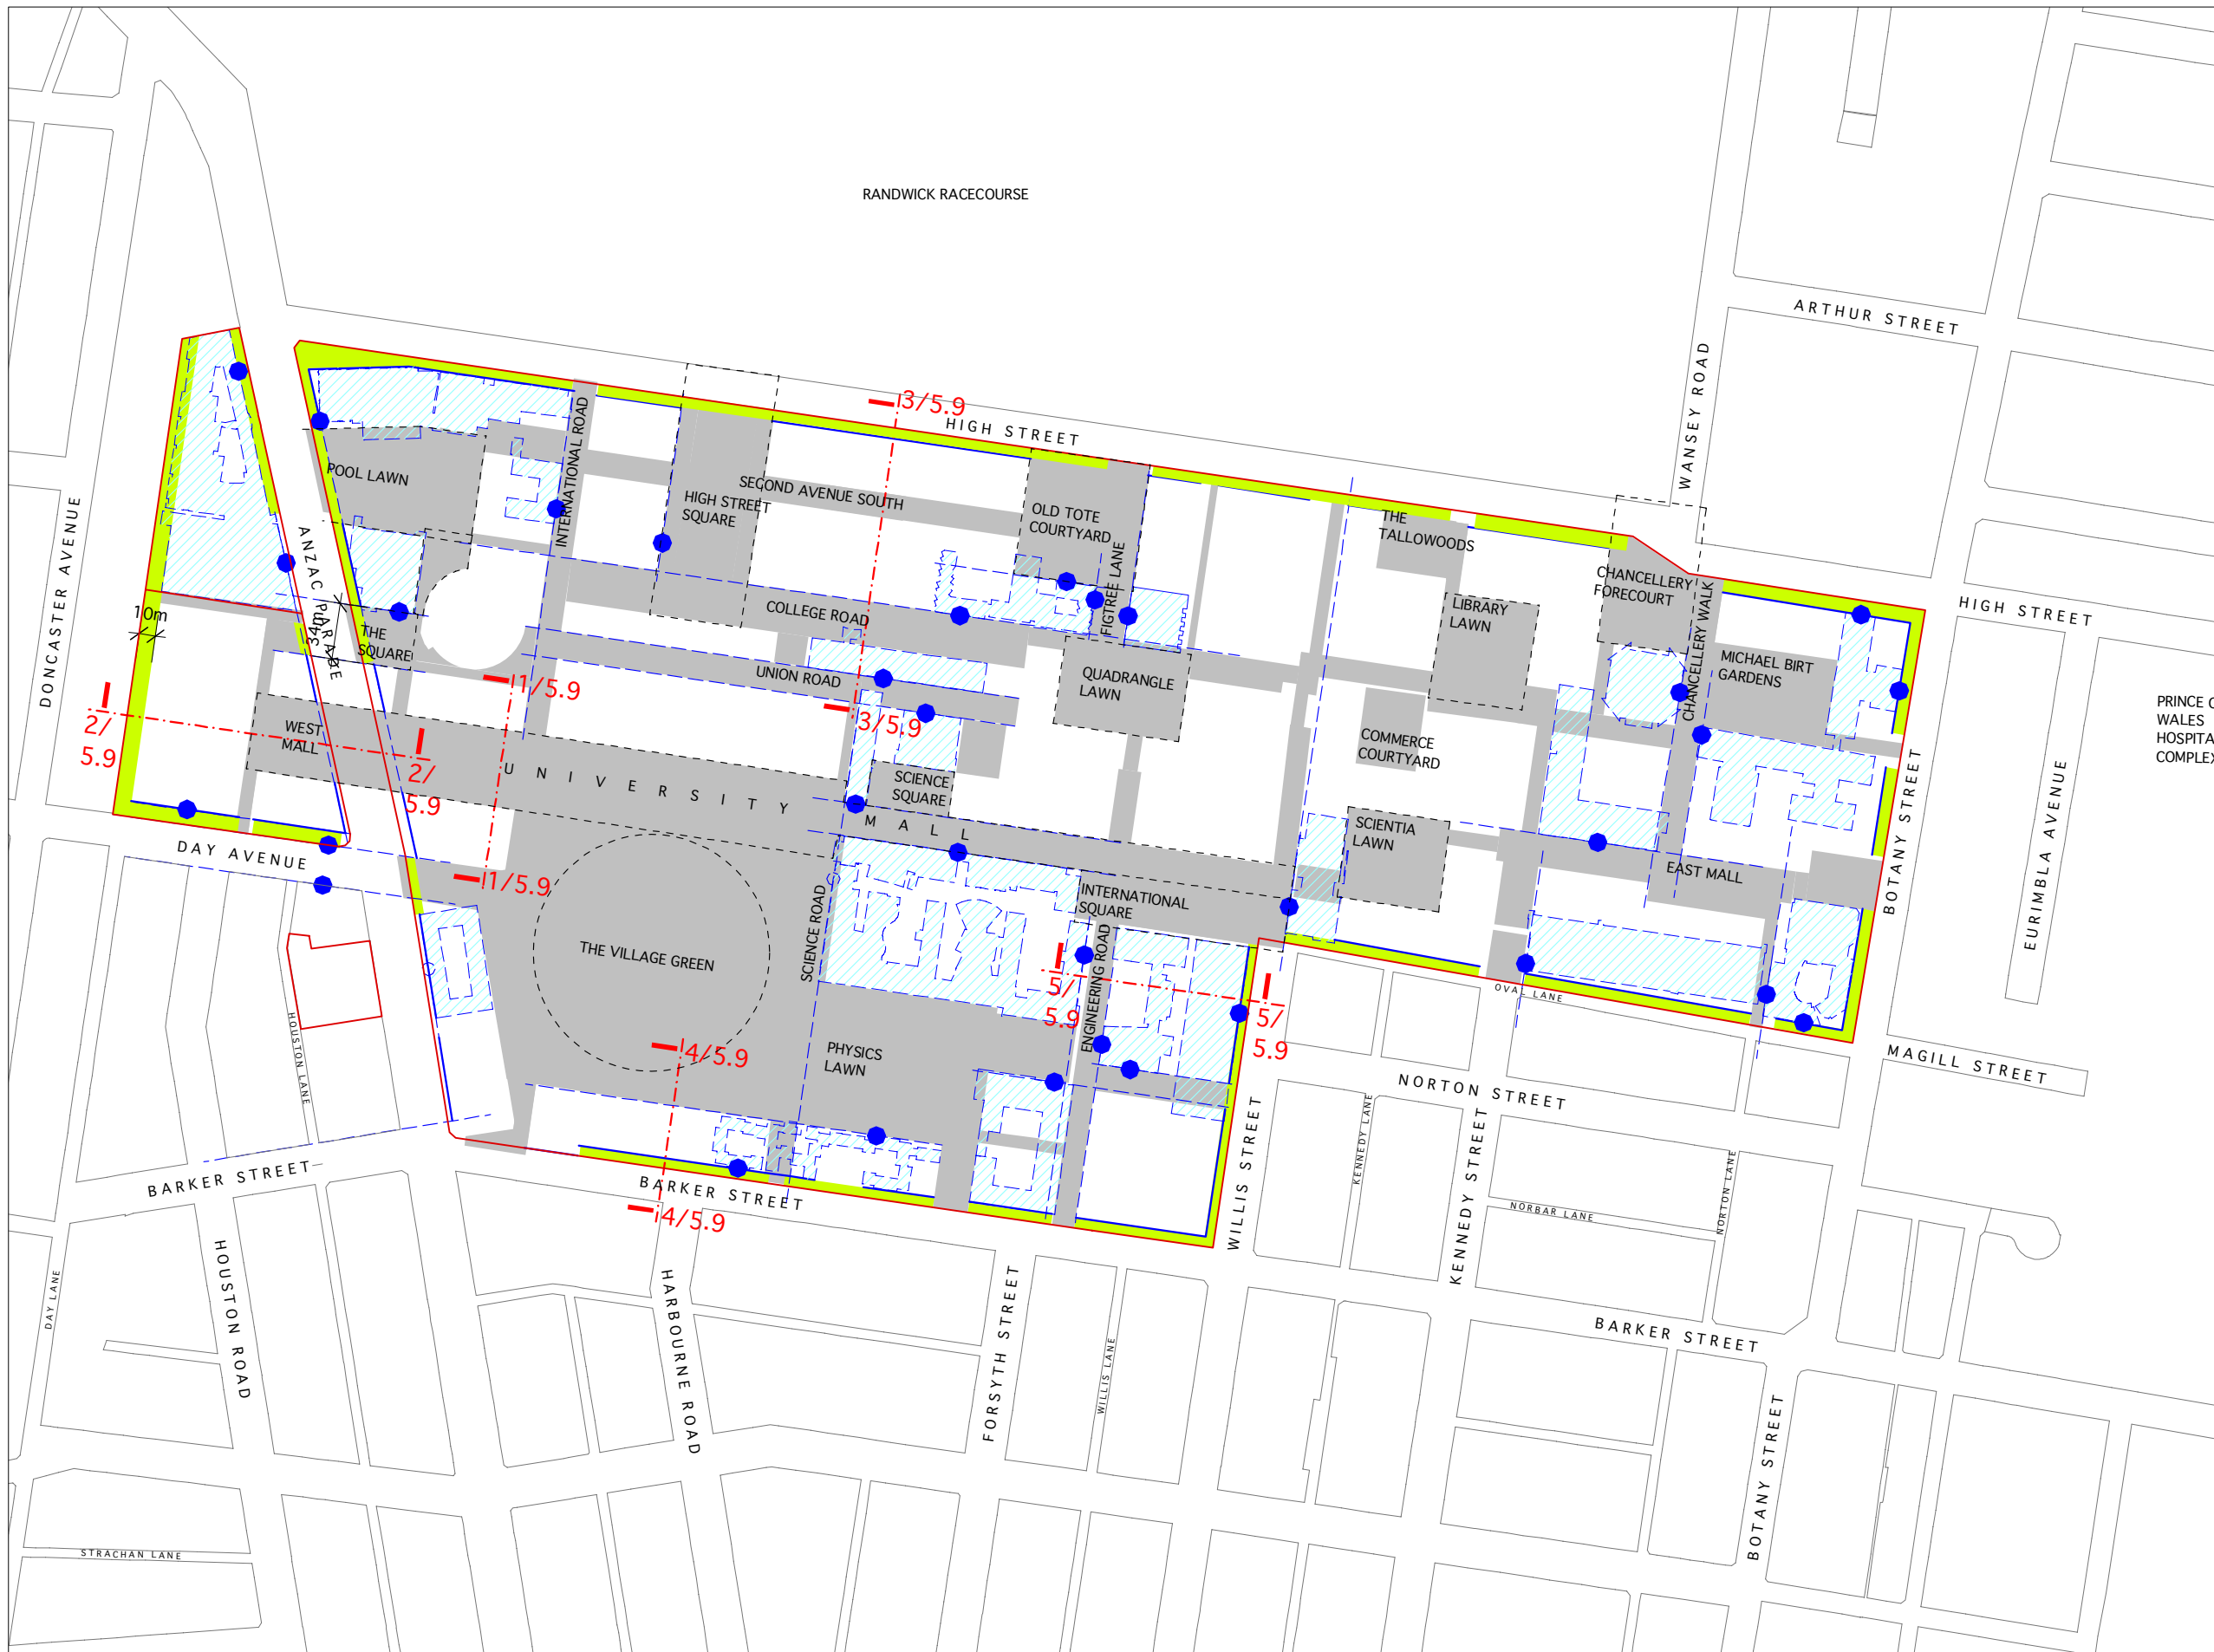 RANDWICK RACECOURSE
ARTHUR STREET
WANSEY ROAD
3/5.9
HIGH STREET
INTERNATIONAL ROAD
POOL LAWN
SECOND AVENUE SOUTH
HIGH STREET
SQUARE
OLD TOTE
COURTYARD
THE
TALLOWOODS
DONCASTER AVENUE
ANZAC PARADE
FIGTREE LANE
CHANCELLERY
FORECOURT
CHANCELLERY WALK
HIGH STREET
10m
34m
THE
SQUARE
COLLEGE ROAD
LIBRARY
LAWN
UNION ROAD
QUADRANGLE
LAWN
MICHAEL BIRT
GARDENS
1/5.9
3/5.9
2/
5.9
WEST
MALL
2/
5.9
COMMERCE
COURTYARD
PRINCE O
WALES
HOSPITA
COMPLEX
UNIVERSITY
MALL
SCIENCE
SQUARE
SCIENTIA
LAWN
BOTANY STREET
EURIMBLA AVENUE
DAY AVENUE
1/5.9
EAST MALL
INTERNATIONAL
SQUARE
SCIENCE ROAD
THE VILLAGE GREEN
ENGINEERING ROAD
5/
5.9
5/
5.9
OVAL LANE
HOUSTON LANE
4/5.9
PHYSICS
LAWN
MAGILL STREET
NORTON STREET
KENNEDY LANE
WILLIS STREET
KENNEDY STREET
NORTON LANE
BARKER STREET
BARKER STREET
4/5.9
NORBAR LANE
DAY LANE
HOUSTON ROAD
HARBOURNE ROAD
FORSYTH STREET
WILLIS LANE
BARKER STREET
BOTANY STREET
STRACHAN LANE